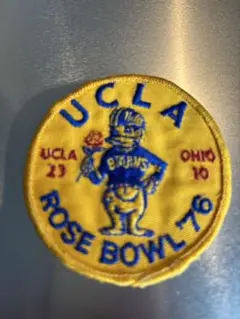 UCLA
UCLA 23
OHIO 10
BRUINS
ROSE BOWL '76